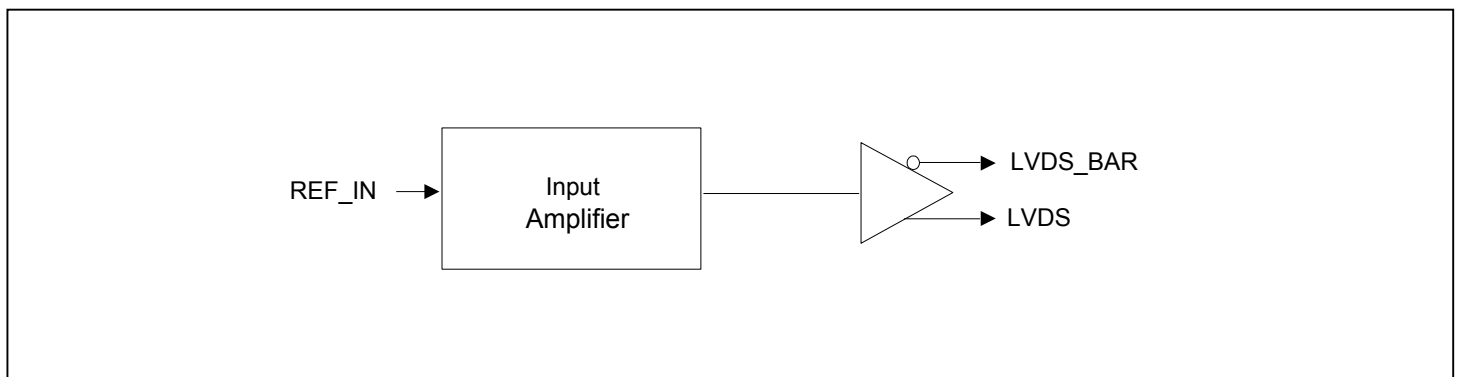 REF_IN
Input
Amplifier
LVDS_BAR
LVDS